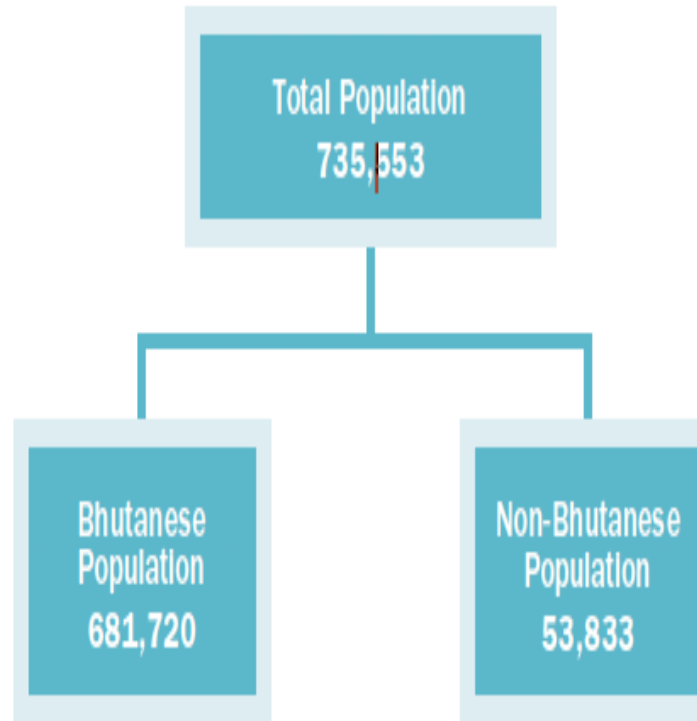 Total Population
735,553
Bhutanese
Population
681,720
Non-Bhutanese
Population
53,833